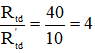 R_td / R'_td = 40/10 = 4